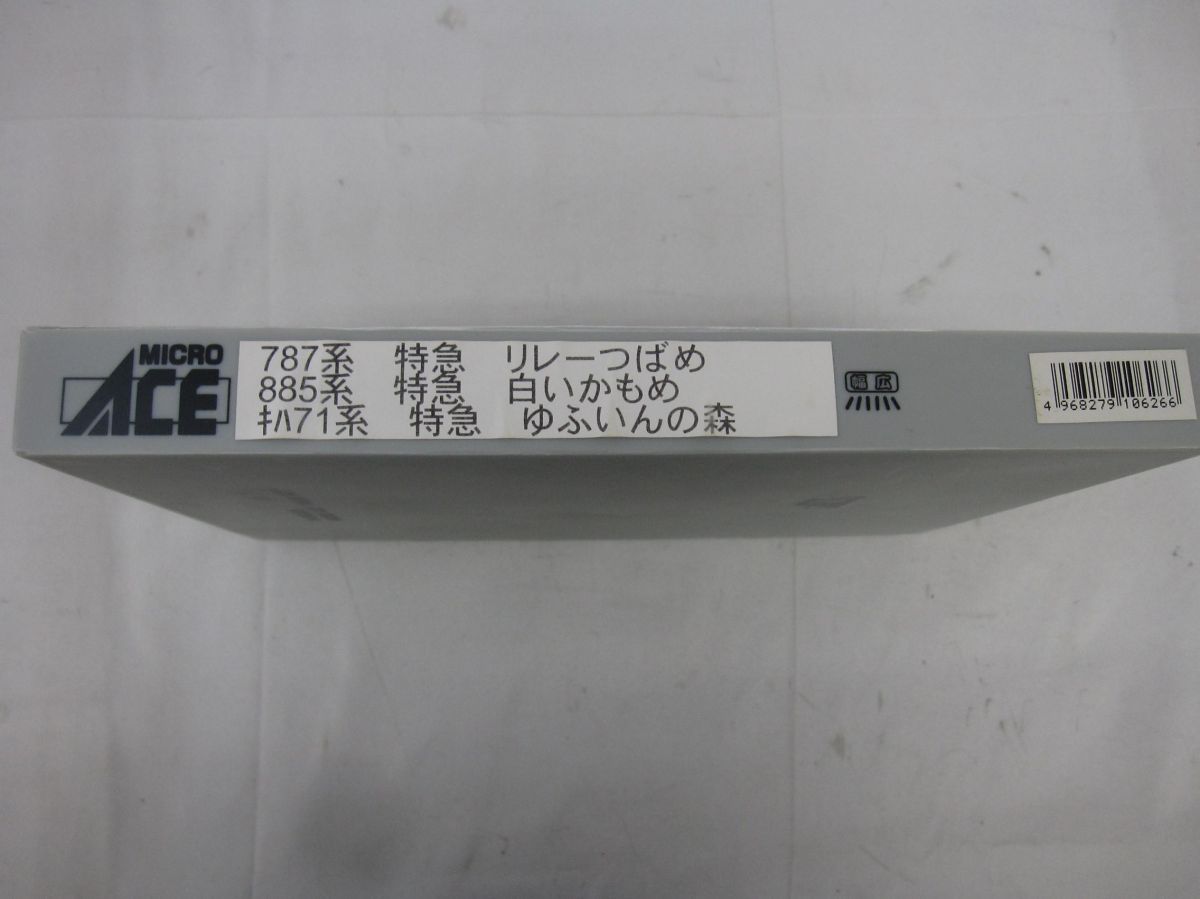 MICRO
ACE
787系 特急 リレーつばめ
885系 特急 白いかもめ
ｷﾊ71系 特急 ゆふいんの森
幅広
4 968279 106266